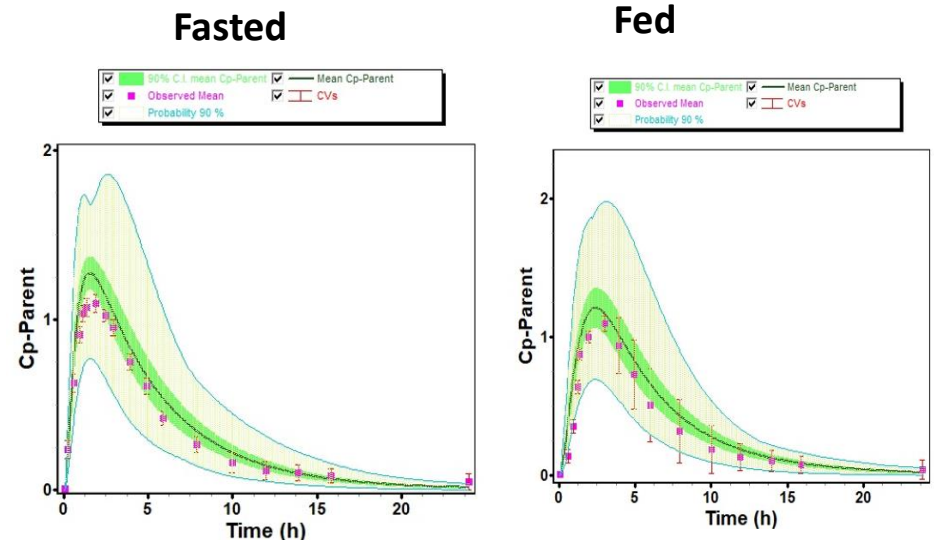 Fasted
Fed
90% C.I. mean Cp-Parent
Mean Cp-Parent
Observed Mean
CVs
Probability 90 %
90% C.I. mean Cp-Parent
Mean Cp-Parent
Observed Mean
CVs
Probability 90 %
2
1
0
Cp-Parent
0
5
10
15
20
Time (h)
2
1
0
Cp-Parent
0
5
10
15
20
Time (h)